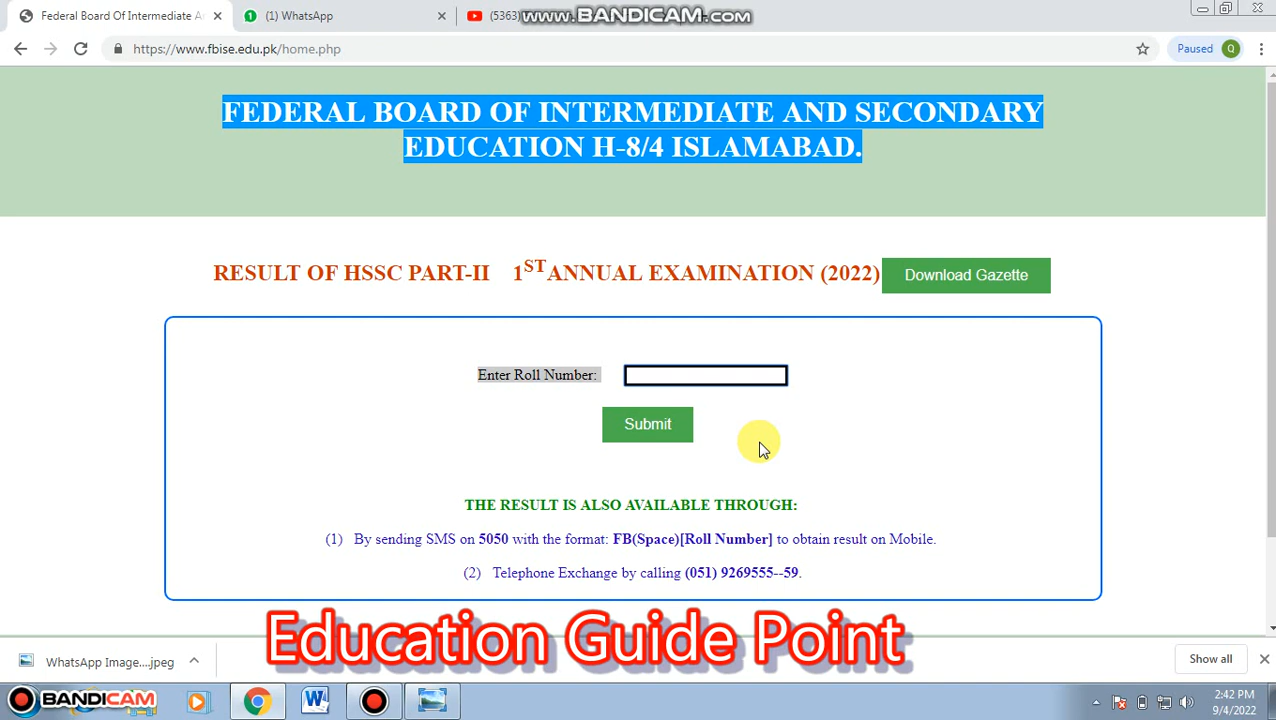 Federal Board Of Intermediate A
(1) WhatsApp
(5363)
www.BANDICAM.com
https://www.fbise.edu.pk/home.php
Paused
Q
FEDERAL BOARD OF INTERMEDIATE AND SECONDARY
EDUCATION H-8/4 ISLAMABAD.
RESULT OF HSSC PART-II 1ST ANNUAL EXAMINATION (2022)
Download Gazette
Enter Roll Number:
Submit
THE RESULT IS ALSO AVAILABLE THROUGH:
(1) By sending SMS on 5050 with the format: FB(Space)[Roll Number] to obtain result on Mobile.
(2) Telephone Exchange by calling (051) 9269555--59.
Education Guide Point
WhatsApp Image....jpeg
Show all
BANDICAM
2:42 PM
9/4/2022